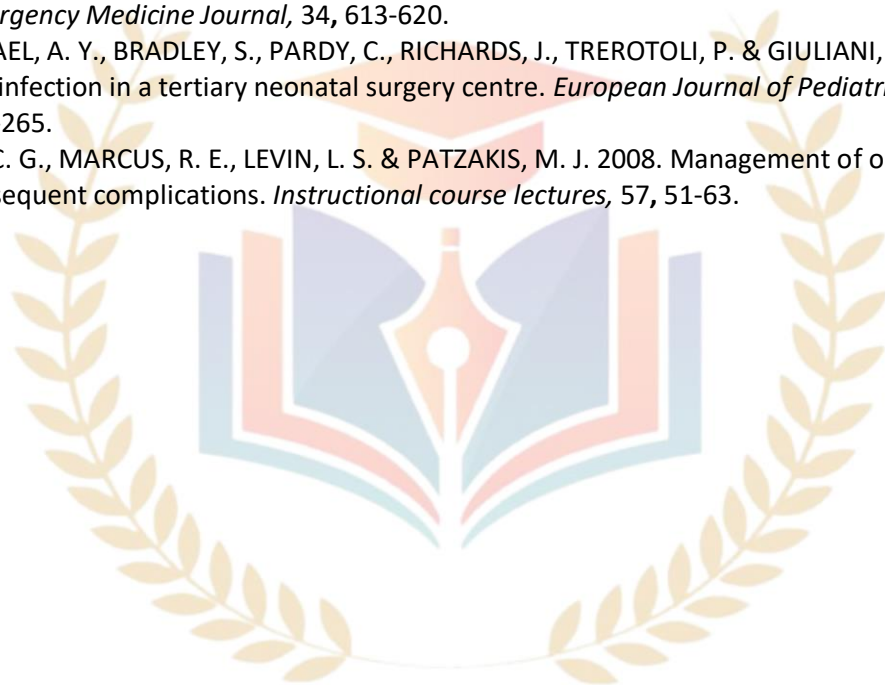 rgency Medicine Journal, 34, 613-620.
AEL, A. Y., BRADLEY, S., PARDY, C., RICHARDS, J., TREROTOLI, P. & GIULIANI,
infection in a tertiary neonatal surgery centre. European Journal of Pediatri
265.
C. G., MARCUS, R. E., LEVIN, L. S. & PATZAKIS, M. J. 2008. Management of o
sequent complications. Instructional course lectures, 57, 51-63.